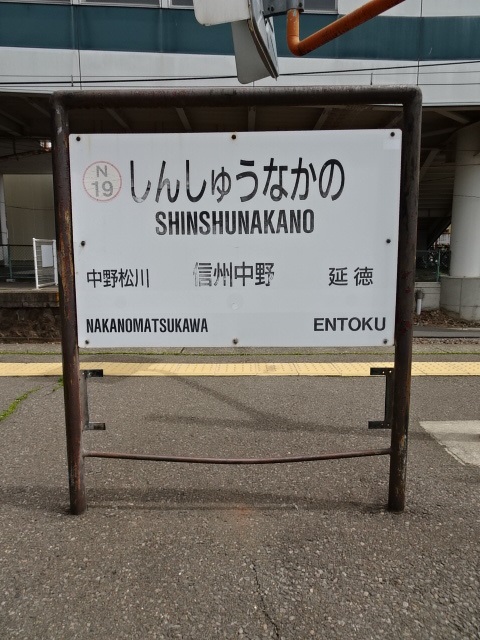 N
19
しんしゅうなかの
SHINSHUNAKANO
中野松川 信州中野 延徳
NAKANOMATSUKAWA ENTOKU